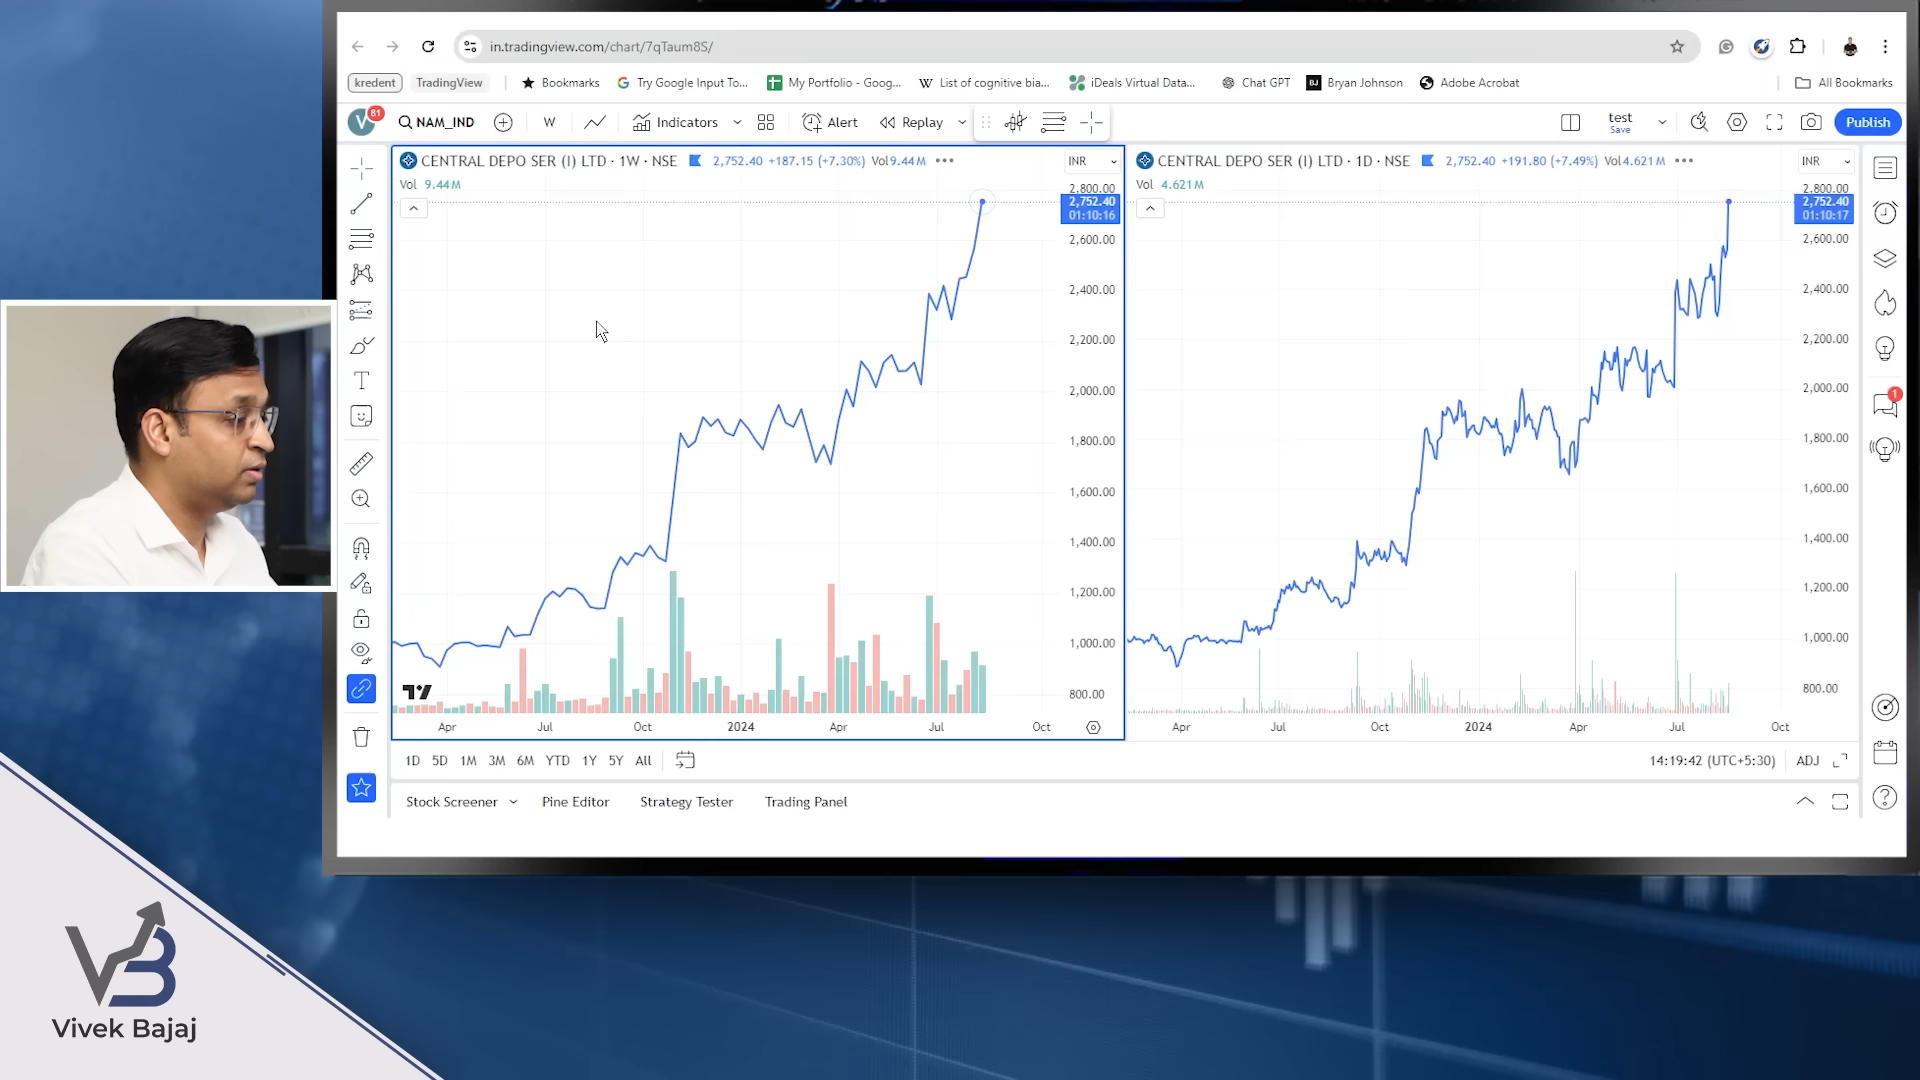 in.tradingview.com/chart/7qTaum8S/
kredent TradingView Bookmarks Try Google Input To... My Portfolio - Goog... List of cognitive bia... iDeals Virtual Data... Chat GPT Bryan Johnson Adobe Acrobat All Bookmarks
V 81 NAM_IND W Indicators Alert Replay test Save Publish
CENTRAL DEPO SER (I) LTD · 1W · NSE 2,752.40 +187.15 (+7.30%) Vol9.44M INR
Vol 9.44M
2,800.00
2,752.40
01:10:16
2,600.00
2,400.00
2,200.00
2,000.00
1,800.00
1,600.00
1,400.00
1,200.00
1,000.00
800.00
Apr Jul Oct 2024 Apr Jul Oct
CENTRAL DEPO SER (I) LTD · 1D · NSE 2,752.40 +191.80 (+7.49%) Vol4.621M INR
Vol 4.621M
2,800.00
2,752.40
01:10:17
2,600.00
2,400.00
2,200.00
2,000.00
1,800.00
1,600.00
1,400.00
1,200.00
1,000.00
800.00
Apr Jul Oct 2024 Apr Jul Oct
1
1D 5D 1M 3M 6M YTD 1Y 5Y All 14:19:42 (UTC+5:30) ADJ
Stock Screener Pine Editor Strategy Tester Trading Panel
VB
Vivek Bajaj